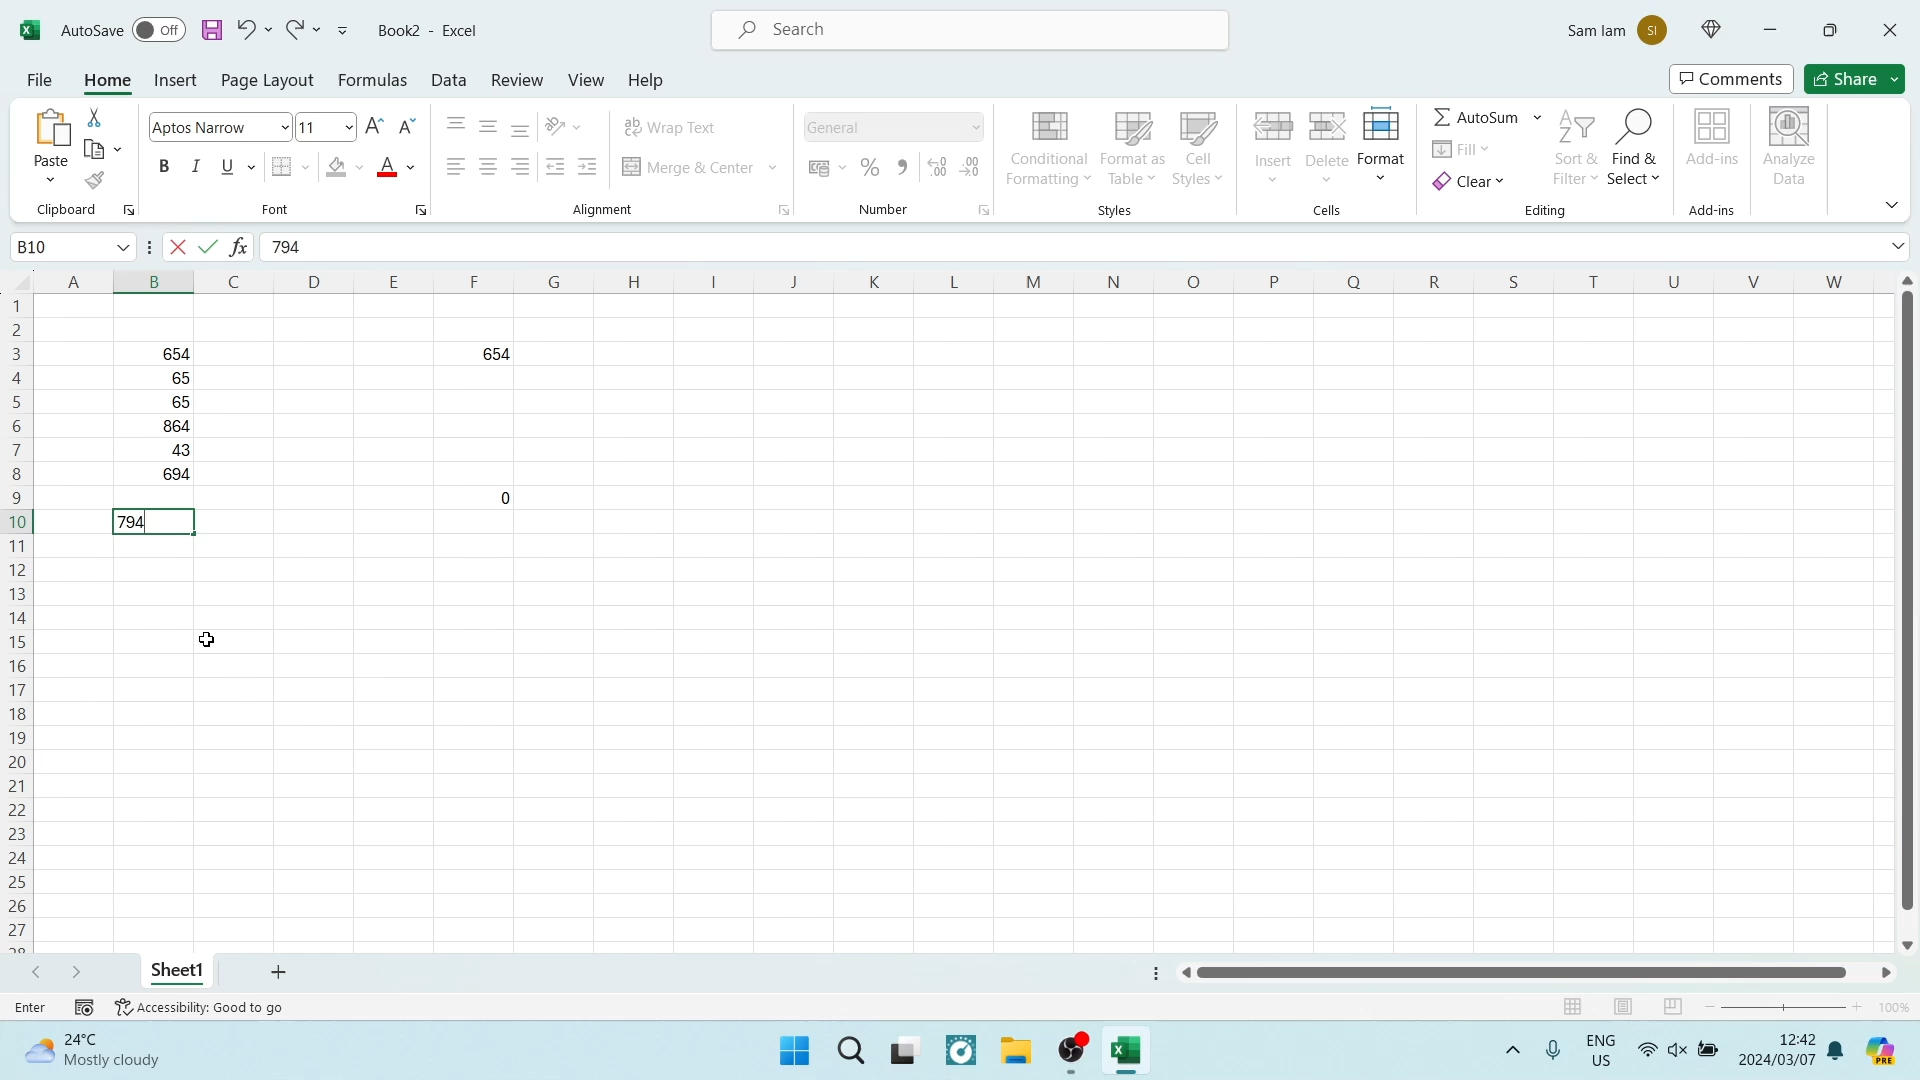 AutoSave Off Book2 - Excel Search Sam Iam SI
File Home Insert Page Layout Formulas Data Review View Help Comments Share
Paste Aptos Narrow 11 B I U A Wrap Text Merge & Center General % Conditional Formatting Format as Table Cell Styles Insert Delete Format AutoSum Fill Clear Sort & Filter Find & Select Add-ins Analyze Data
Clipboard Font Alignment Number Styles Cells Editing Add-ins
B10 fx 794
A B C D E F G H I J K L M N O P Q R S T U V W
1
2
3 654 654
4 65
5 65
6 864
7 43
8 694
9 0
10 794
11
12
13
14
15
16
17
18
19
20
21
22
23
24
25
26
27
28
Sheet1
Enter Accessibility: Good to go 100%
24°C ENG 12:42
Mostly cloudy US 2024/03/07 PRE